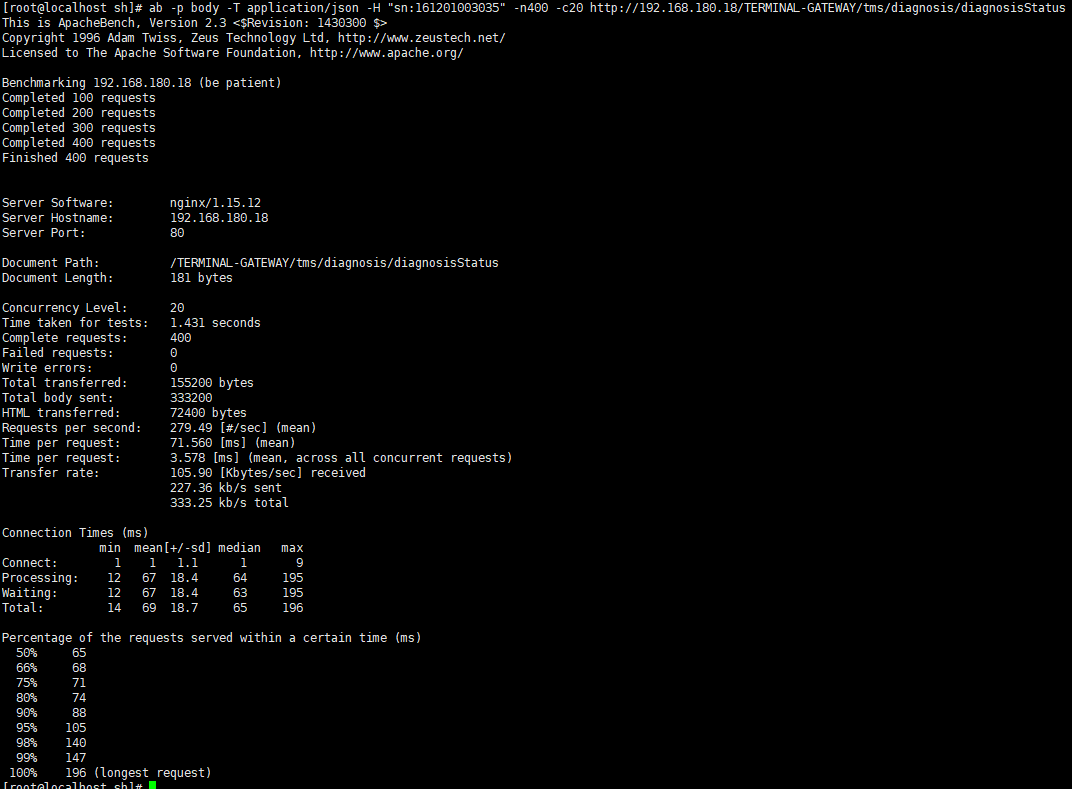 [root@localhost sh]# ab -p body -T application/json -H "sn:161201003035" -n400 -c20 http://192.168.180.18/TERMINAL-GATEWAY/tms/diagnosis/diagnosisStatus
This is ApacheBench, Version 2.3 <$Revision: 1430300 $>
Copyright 1996 Adam Twiss, Zeus Technology Ltd, http://www.zeustech.net/
Licensed to The Apache Software Foundation, http://www.apache.org/

Benchmarking 192.168.180.18 (be patient)
Completed 100 requests
Completed 200 requests
Completed 300 requests
Completed 400 requests
Finished 400 requests


Server Software:        nginx/1.15.12
Server Hostname:        192.168.180.18
Server Port:            80

Document Path:          /TERMINAL-GATEWAY/tms/diagnosis/diagnosisStatus
Document Length:        181 bytes

Concurrency Level:      20
Time taken for tests:   1.431 seconds
Complete requests:      400
Failed requests:        0
Write errors:           0
Total transferred:      155200 bytes
Total body sent:        333200
HTML transferred:       72400 bytes
Requests per second:    279.49 [#/sec] (mean)
Time per request:       71.560 [ms] (mean)
Time per request:       3.578 [ms] (mean, across all concurrent requests)
Transfer rate:          105.90 [Kbytes/sec] received
                        227.36 kb/s sent
                        333.25 kb/s total

Connection Times (ms)
              min  mean[+/-sd] median   max
Connect:        1    1   1.1      1       9
Processing:    12   67  18.4     64     195
Waiting:       12   67  18.4     63     195
Total:         14   69  18.7     65     196

Percentage of the requests served within a certain time (ms)
  50%     65
  66%     68
  75%     71
  80%     74
  90%     88
  95%    105
  98%    140
  99%    147
 100%    196 (longest request)
[root@localhost sh]#